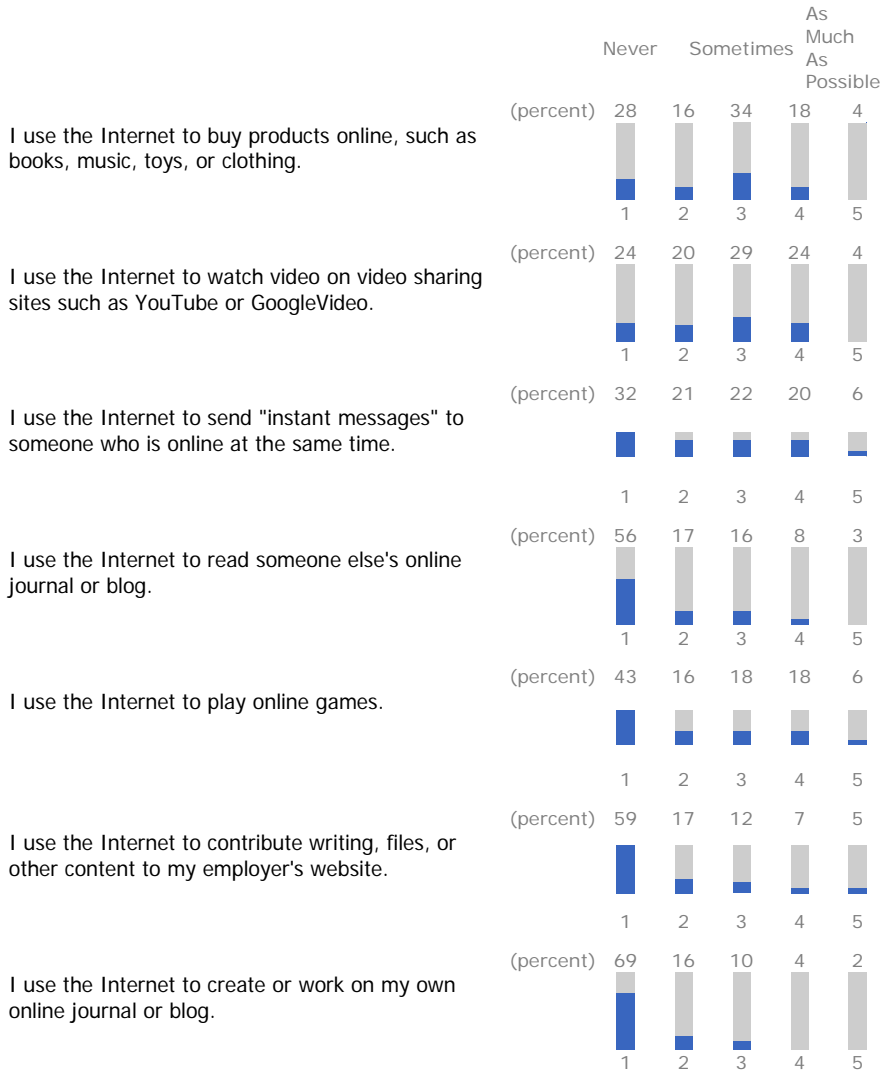 Never Sometimes As
Much
As
Possible
(percent) 28 16 34 18 4
I use the Internet to buy products online, such as
books, music, toys, or clothing.
1 2 3 4 5
(percent) 24 20 29 24 4
I use the Internet to watch video on video sharing
sites such as YouTube or GoogleVideo.
1 2 3 4 5
(percent) 32 21 22 20 6
I use the Internet to send "instant messages" to
someone who is online at the same time.
1 2 3 4 5
(percent) 56 17 16 8 3
I use the Internet to read someone else's online
journal or blog.
1 2 3 4 5
(percent) 43 16 18 18 6
I use the Internet to play online games.
1 2 3 4 5
(percent) 59 17 12 7 5
I use the Internet to contribute writing, files, or
other content to my employer's website.
1 2 3 4 5
(percent) 69 16 10 4 2
I use the Internet to create or work on my own
online journal or blog.
1 2 3 4 5